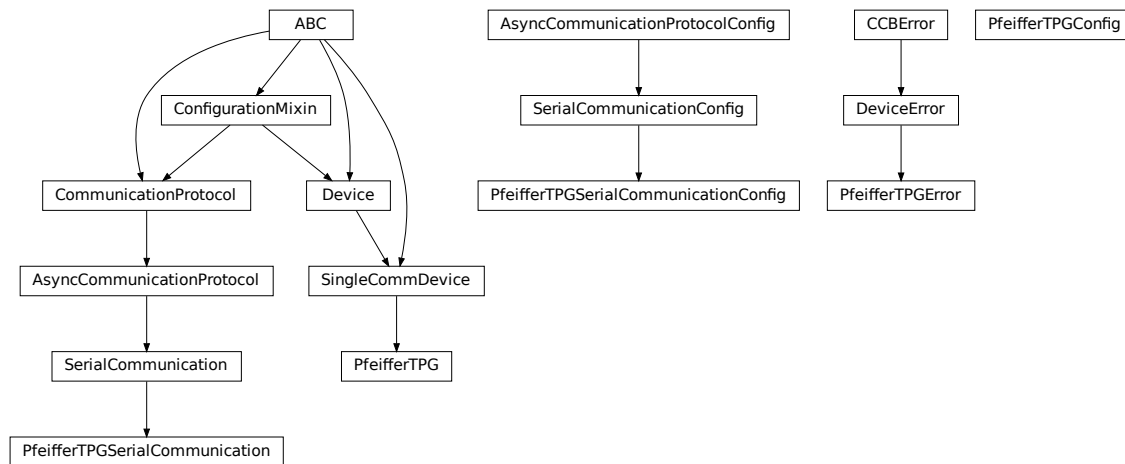 ABC
AsyncCommunicationProtocolConfig
CCBError
PfeifferTPGConfig
ConfigurationMixin
SerialCommunicationConfig
DeviceError
CommunicationProtocol
Device
PfeifferTPGSerialCommunicationConfig
PfeifferTPGError
AsyncCommunicationProtocol
SingleCommDevice
SerialCommunication
PfeifferTPG
PfeifferTPGSerialCommunication